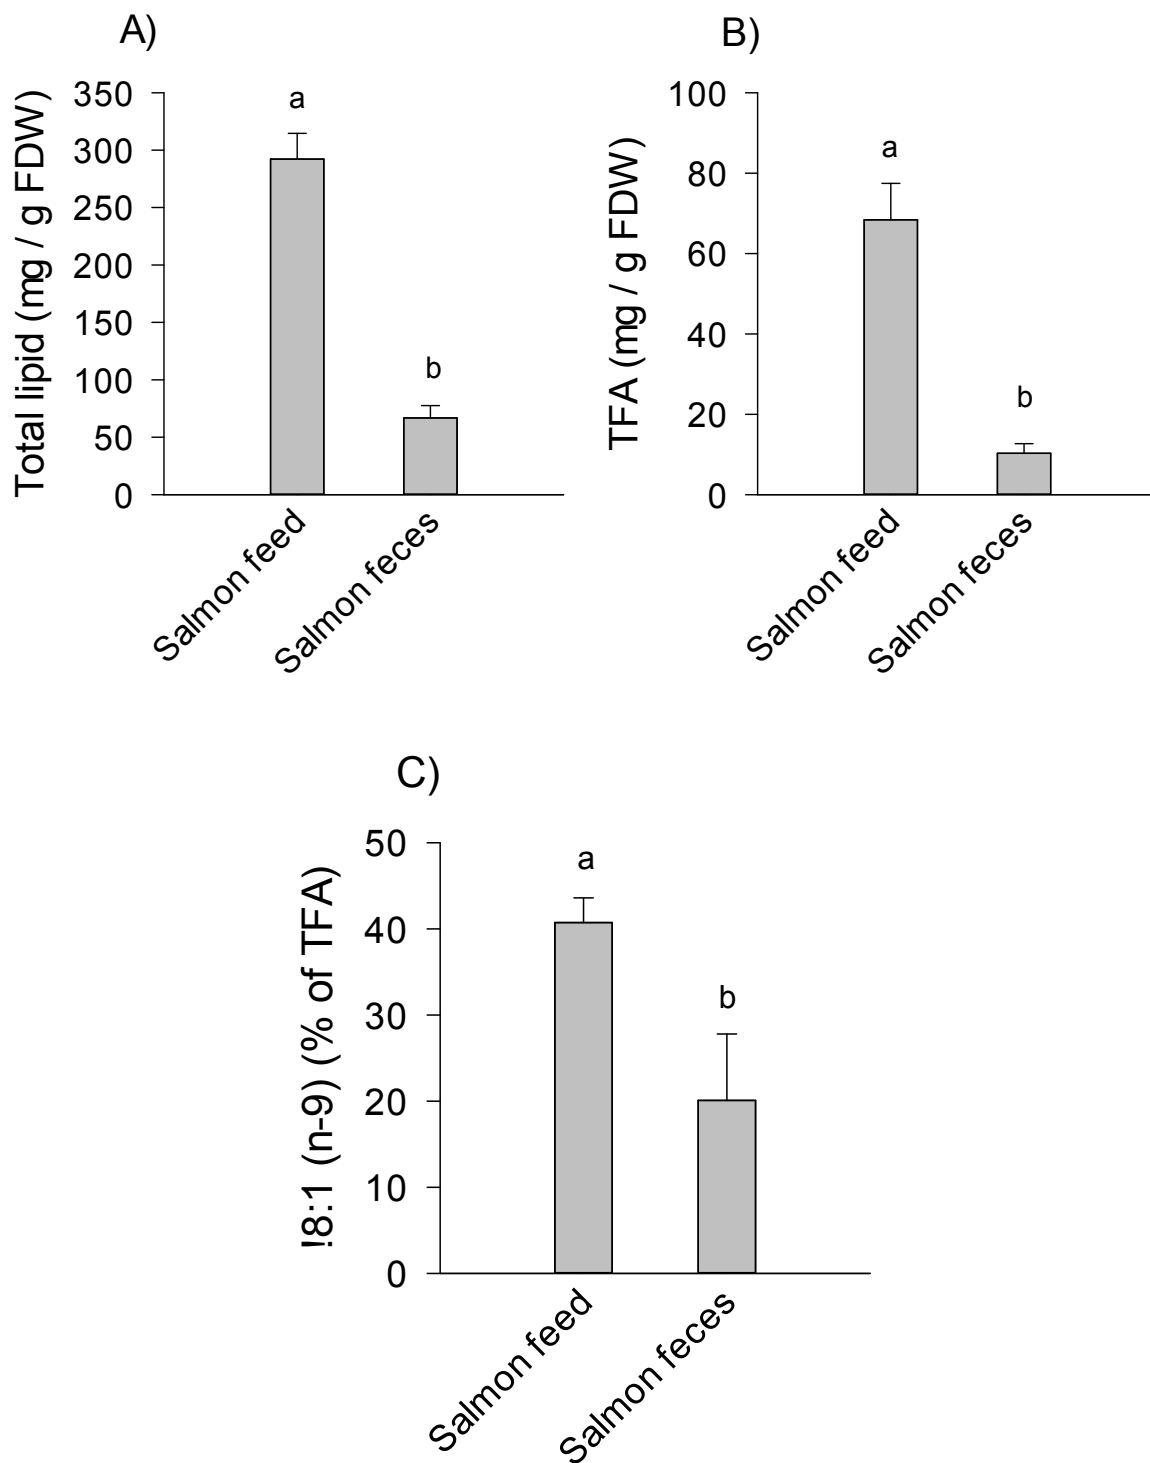 A)
Total lipid (mg / g FDW)
350
300
250
200
150
100
50
0
a
b
Salmon feed
Salmon feces
B)
TFA (mg / g FDW)
100
80
60
40
20
0
a
b
Salmon feed
Salmon feces
C)
!8:1 (n-9) (% of TFA)
50
40
30
20
10
0
a
b
Salmon feed
Salmon feces